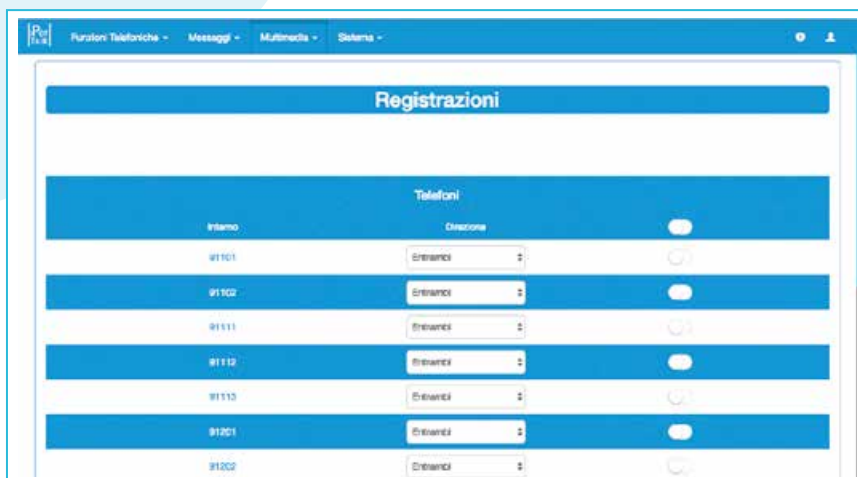 Funzioni Telefoniche Messaggi Multimedia Sistema
Registrazioni
Telefoni
Interno Direzione
91101 Entrambi
91102 Entrambi
91111 Entrambi
91112 Entrambi
91113 Entrambi
91201 Entrambi
91202 Entrambi